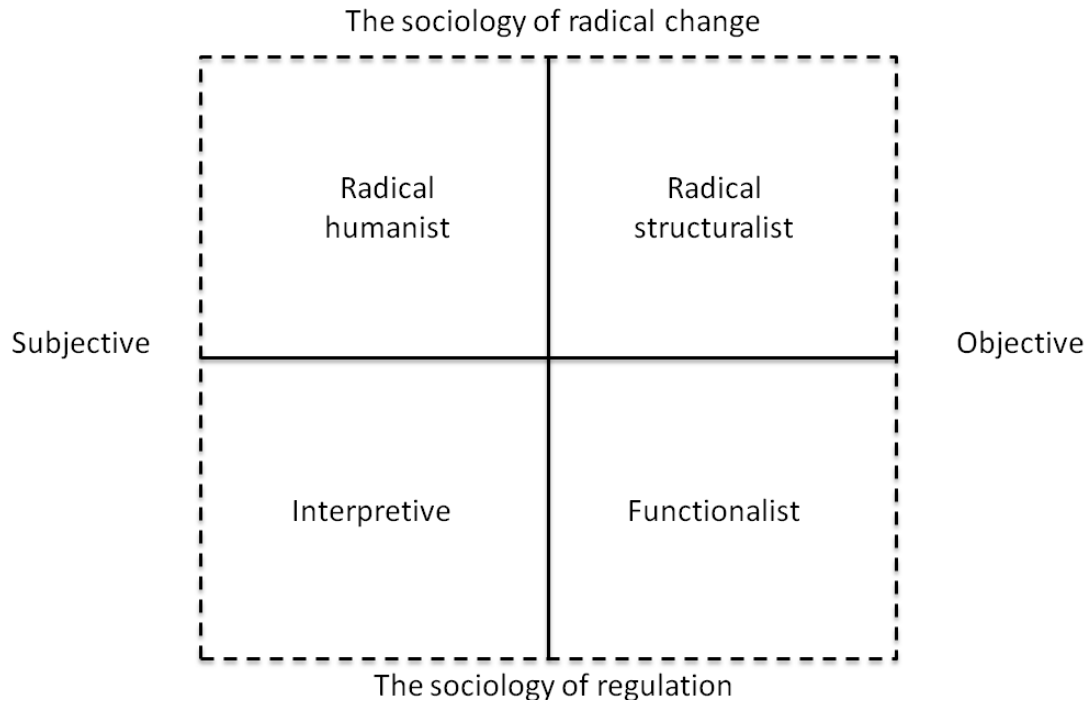 The sociology of radical change
Radical
humanist
Radical
structuralist
Subjective
Objective
Interpretive
Functionalist
The sociology of regulation